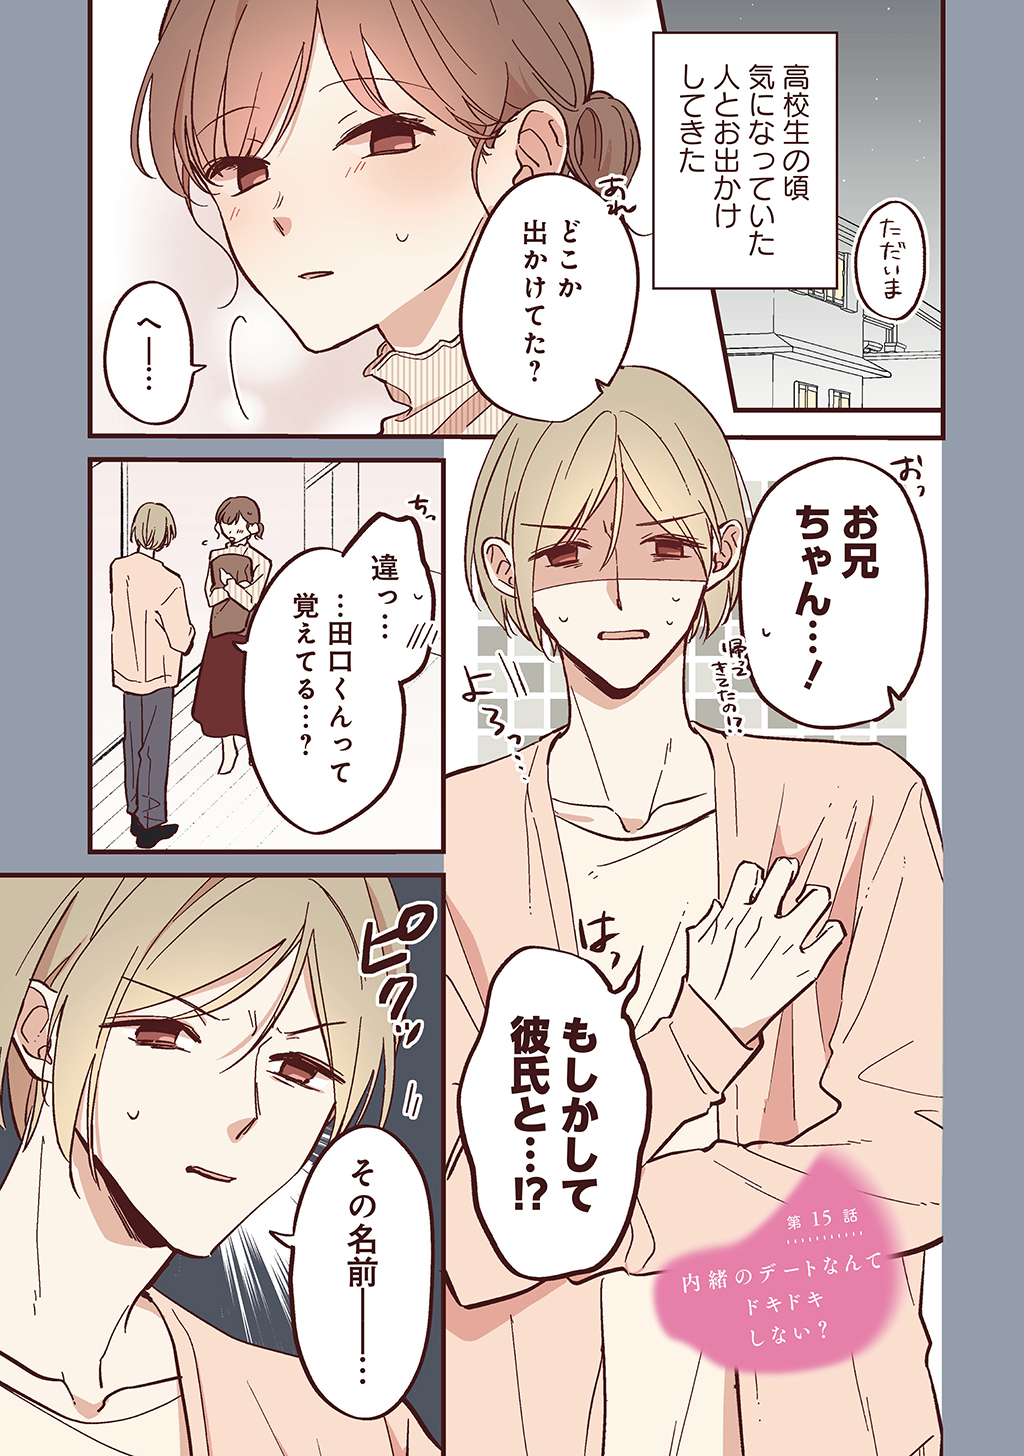 高校生の頃
気になっていた
人とお出かけ
してきた
ただいま
あれ
どこか
出かけてた?
へー…
おっ
お兄
ちゃん…!
帰って
きてたの!?
よろっ…
はっ
もしかして
彼氏と…!?
ちっ
違っ…
…田口くんって
覚えてる…?
ピクッ
その名前——…
第15話
内緒のデートなんて
ドキドキ
しない?